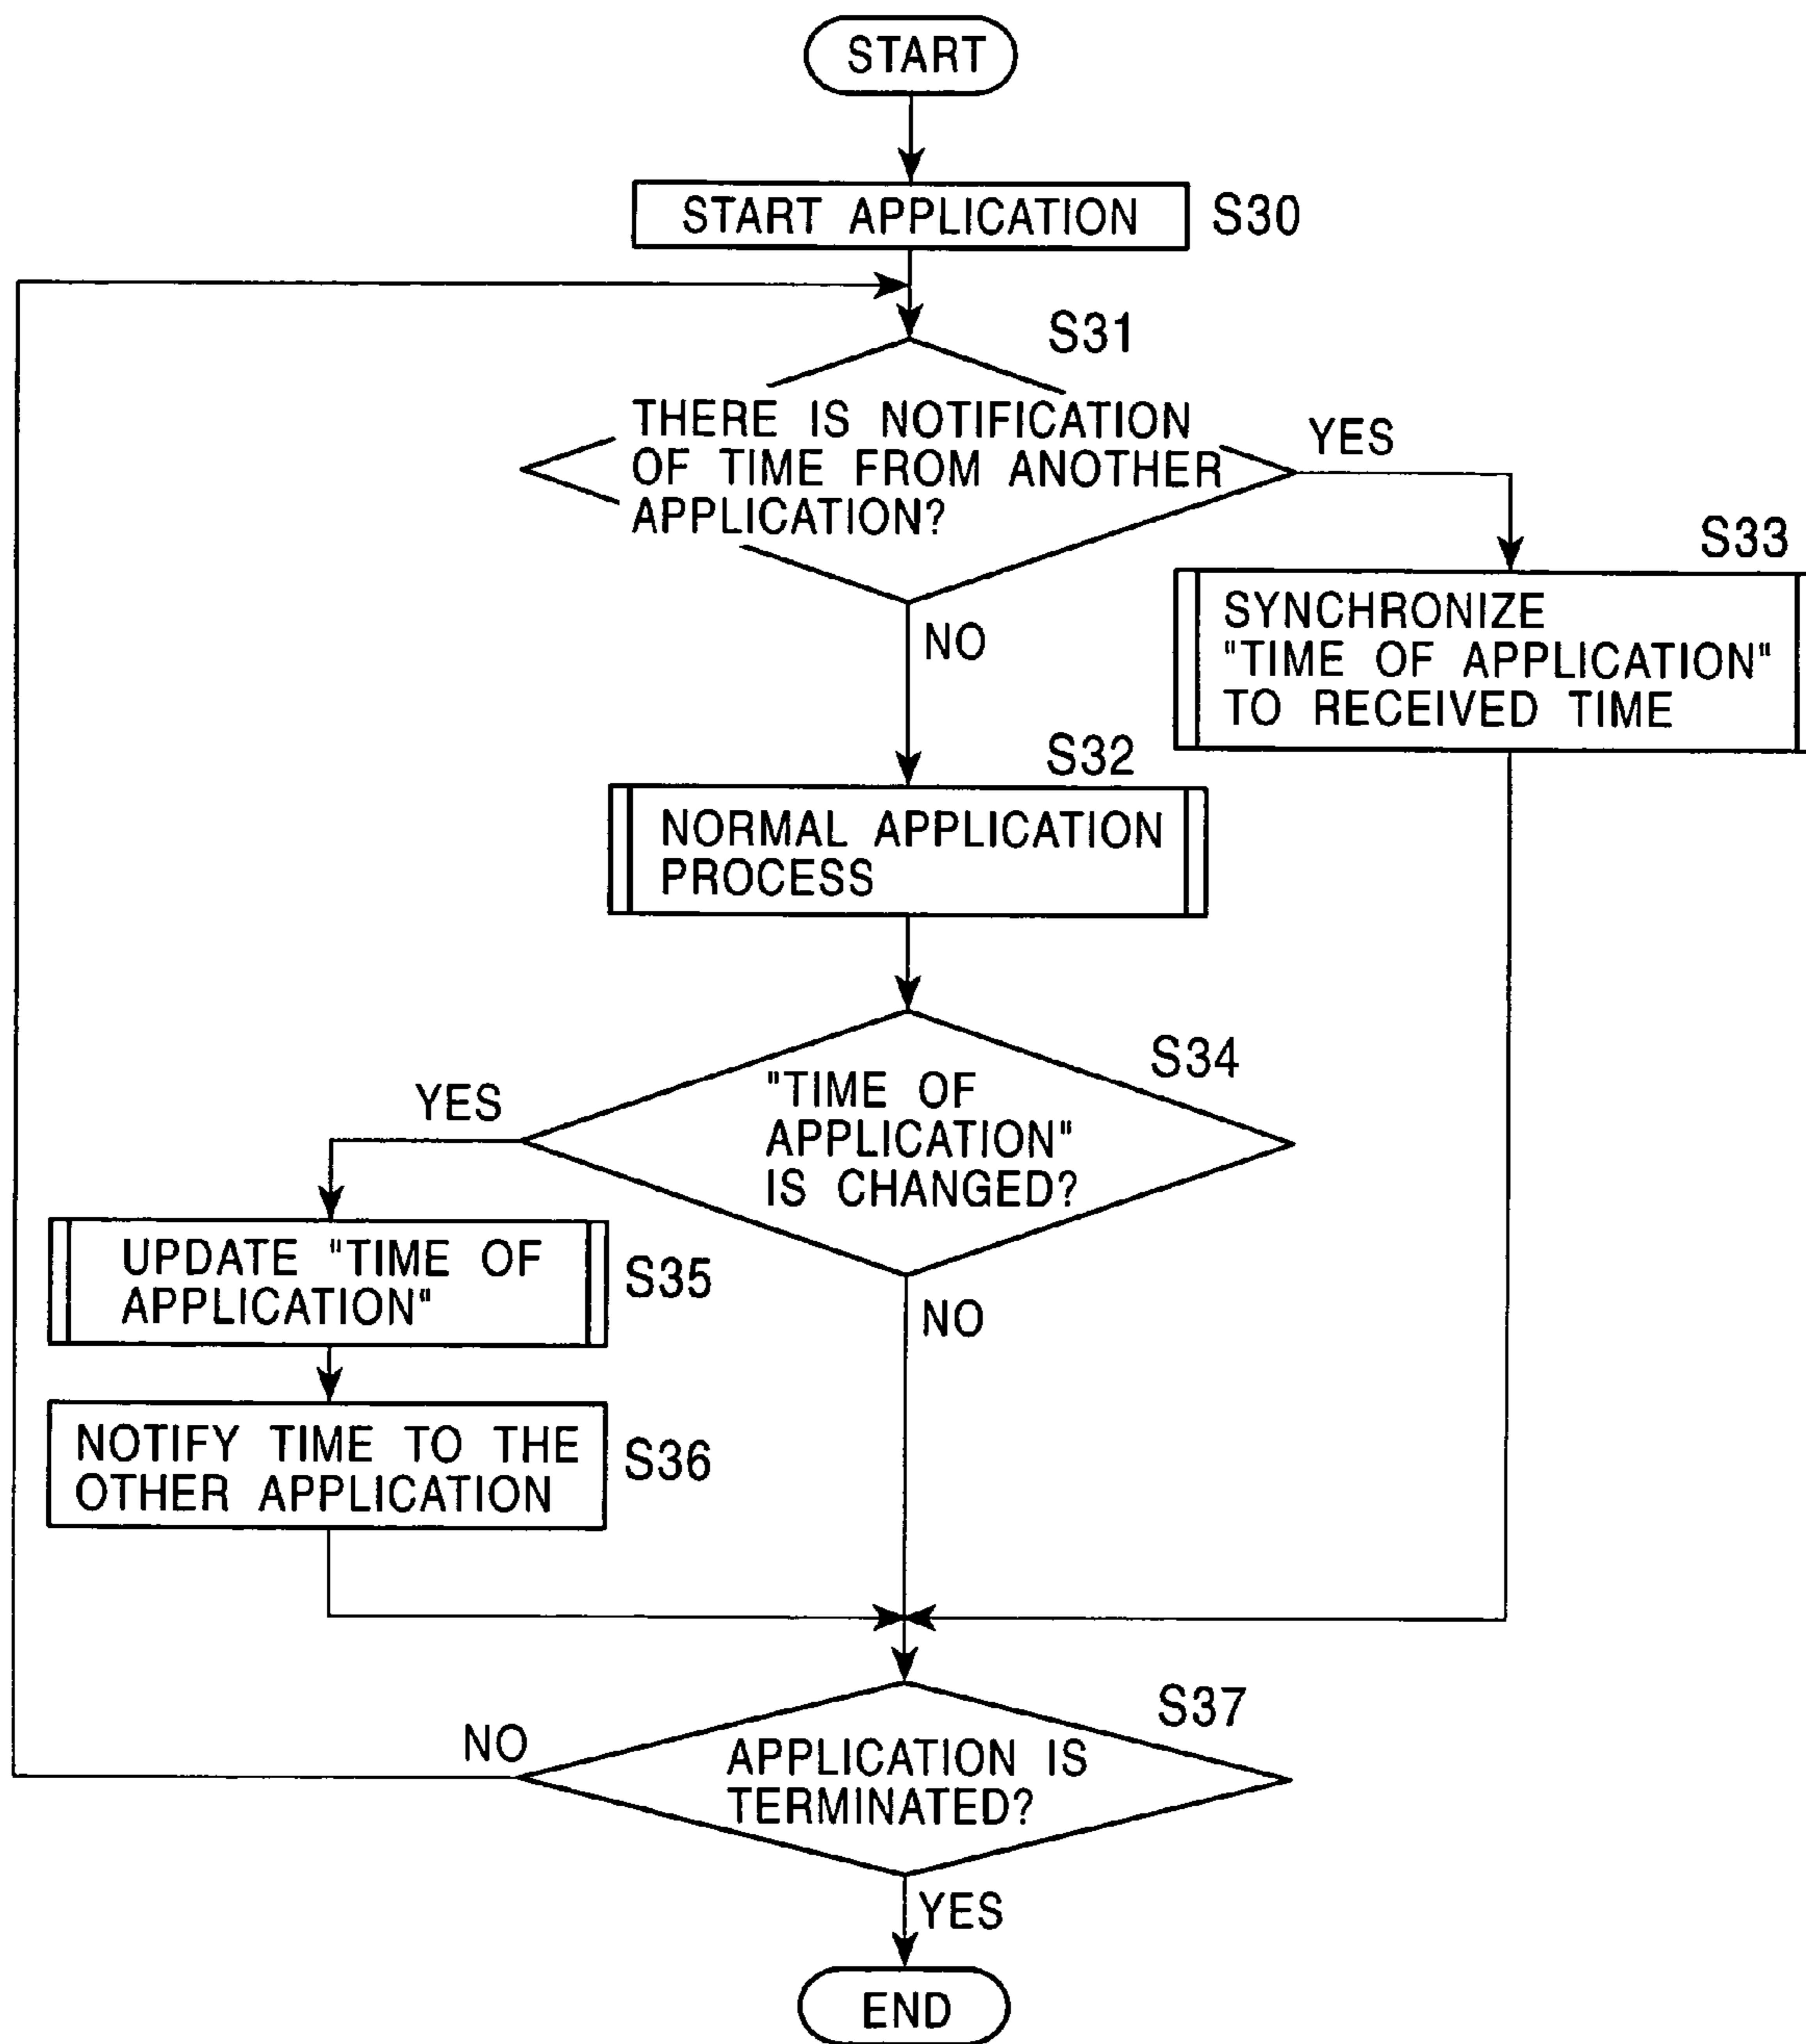 START
START APPLICATION
S30
S31
THERE IS NOTIFICATION
OF TIME FROM ANOTHER
APPLICATION?
YES
NO
S33
SYNCHRONIZE
"TIME OF APPLICATION"
TO RECEIVED TIME
S32
NORMAL APPLICATION
PROCESS
S34
"TIME OF
APPLICATION"
IS CHANGED?
YES
NO
UPDATE "TIME OF
APPLICATION"
S35
NOTIFY TIME TO THE
OTHER APPLICATION
S36
S37
APPLICATION IS
TERMINATED?
NO
YES
END